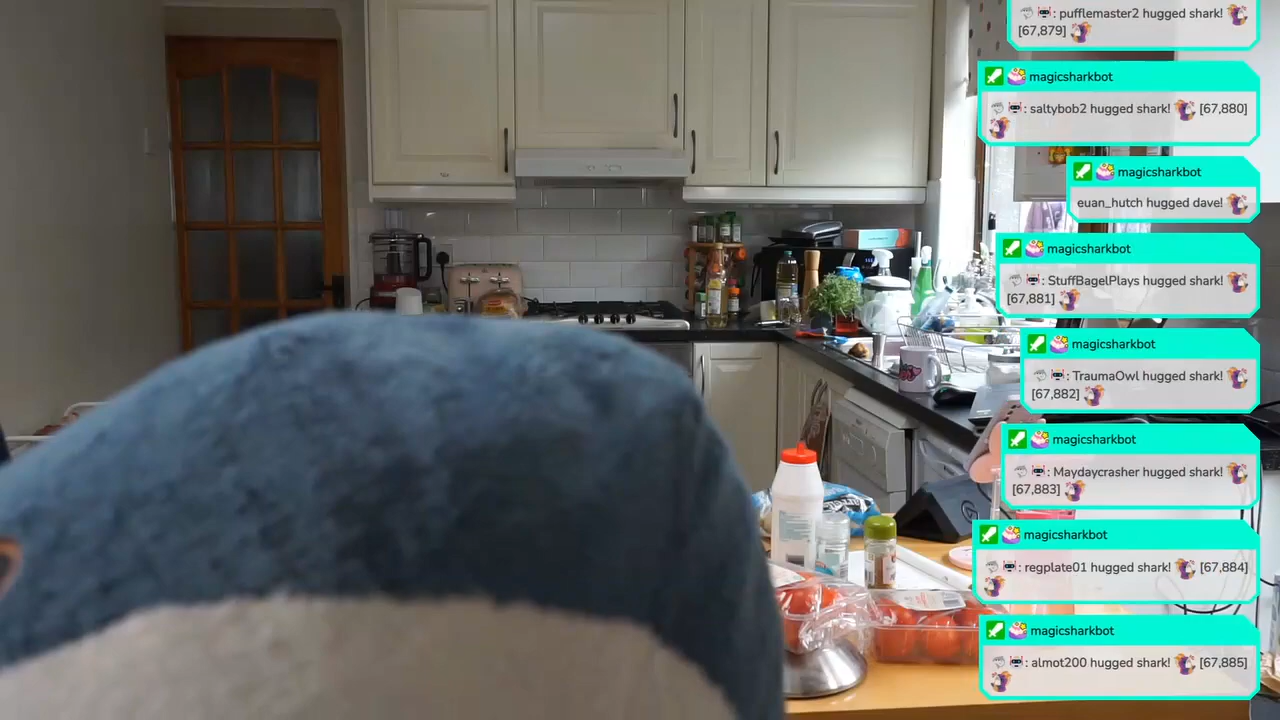 : pufflemaster2 hugged shark!
[67,879]
magicsharkbot
: saltybob2 hugged shark! [67,880]
magicsharkbot
euan_hutch hugged dave!
magicsharkbot
: StuffBagelPlays hugged shark!
[67,881]
magicsharkbot
: TraumaOwl hugged shark!
[67,882]
magicsharkbot
: Maydaycrasher hugged shark!
[67,883]
magicsharkbot
: regplate01 hugged shark! [67,884]
magicsharkbot
: almot200 hugged shark! [67,885]